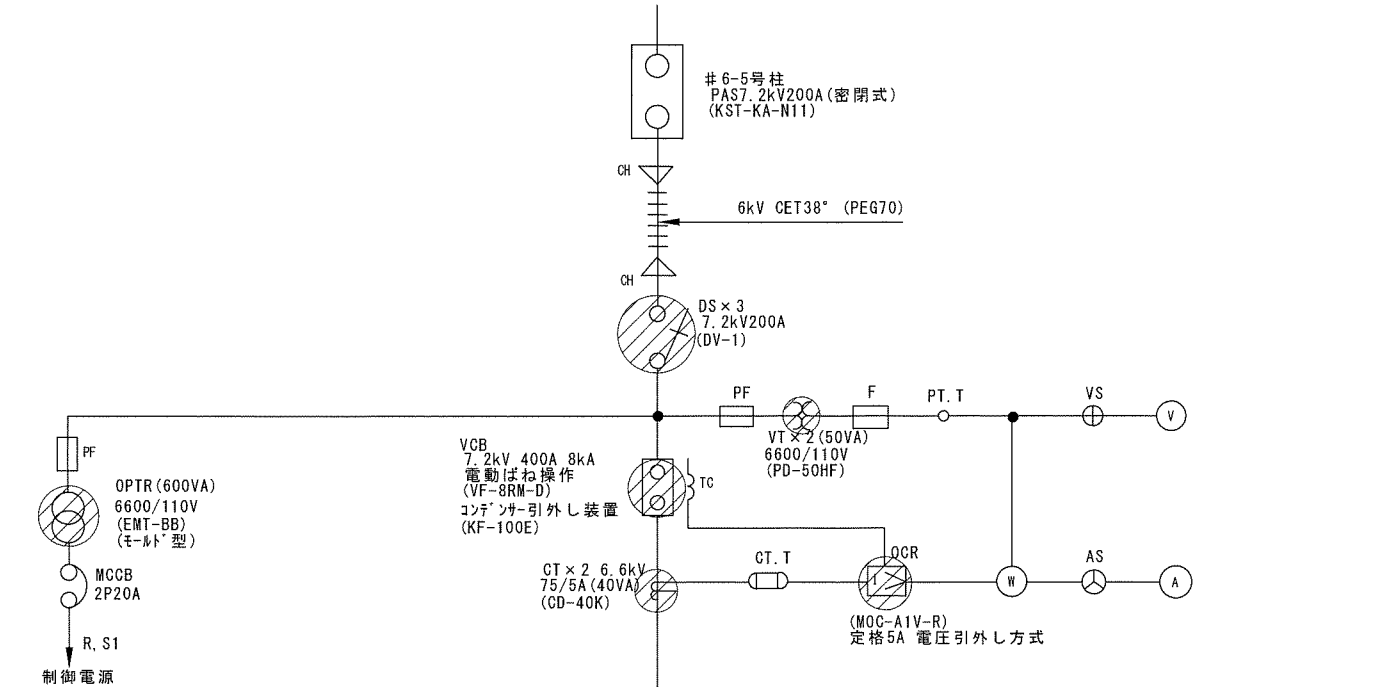 ♯6-5号柱
PAS7.2kV200A(密閉式)
(KST-KA-N11)
CH
6kV CET38° (PEG70)
CH
DS×3
7.2kV200A
(DV-1)
PF
F
PT.T
VS
V
VT×2(50VA)
6600/110V
(PD-50HF)
PF
VCB
7.2kV 400A 8kA
電動ばね操作
(VF-8RM-D)
コンデンサー引外し装置
(KF-100E)
TC
OPTR(600VA)
6600/110V
(EMT-BB)
(モールド型)
CT×2 6.6kV
75/5A(40VA)
(CD-40K)
CT.T
OCR
I
W
AS
A
MCCB
2P20A
(MOC-A1V-R)
定格5A 電圧引外し方式
R,S1
制御電源